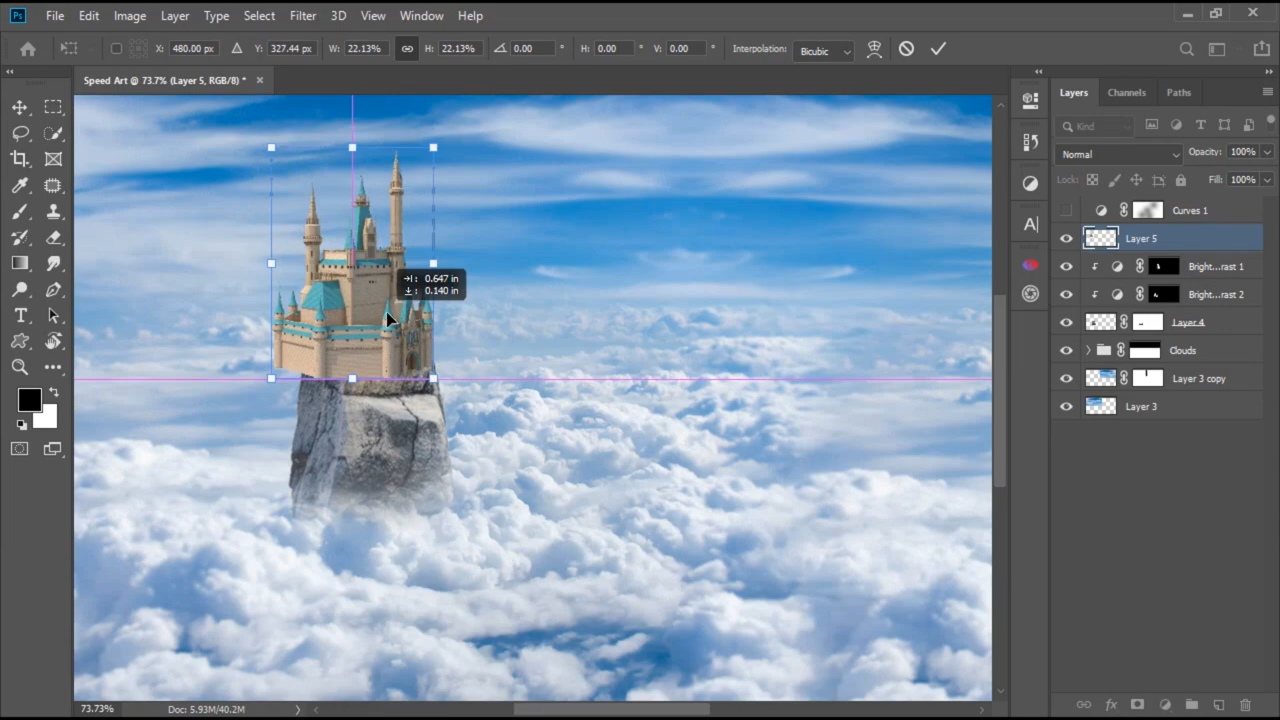 Ps File Edit Image Layer Type Select Filter 3D View Window Help
X: 480.00 px Y: 327.44 px W: 22.13% H: 22.13% 0.00 ° H: 0.00 ° V: 0.00 ° Interpolation: Bicubic
Speed Art @ 73.7% (Layer 5, RGB/8) * ×
Layers Channels Paths
Kind
Normal Opacity: 100%
Lock: Fill: 100%
Curves 1
Layer 5
Bright...rast 1
Bright...rast 2
Layer 4
Clouds
Layer 3 copy
Layer 3
: 0.647 in
: 0.140 in
73.73% Doc: 5.93M/40.2M